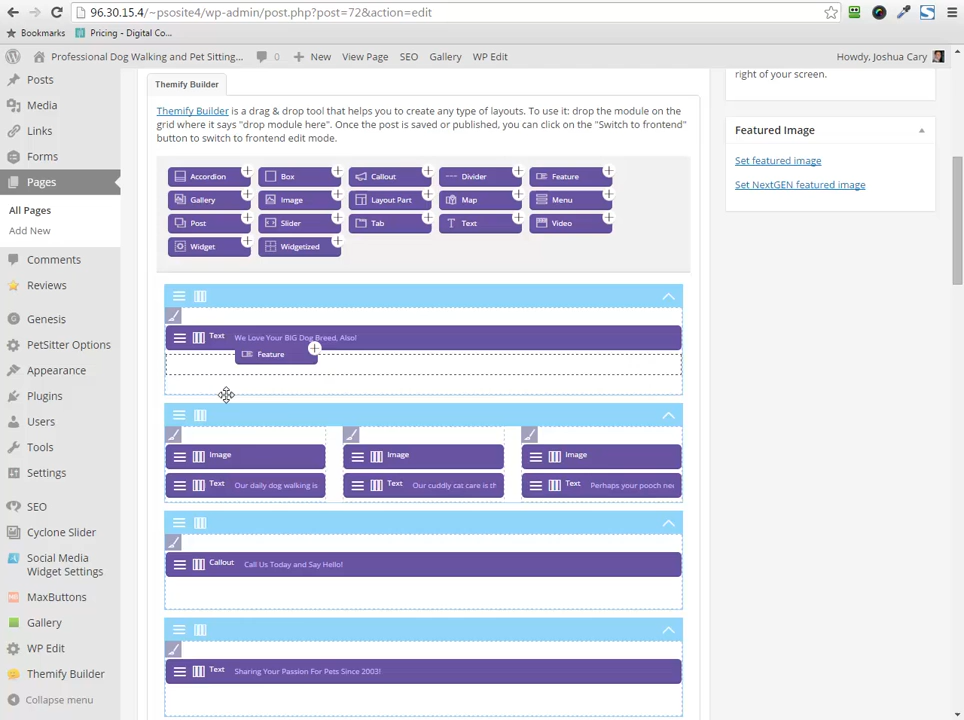 96.30.15.4/~psosite4/wp-admin/post.php?post=72&action=edit
Bookmarks Pricing - Digital Co...
Professional Dog Walking and Pet Sitting... 0 New View Page SEO Gallery WP Edit Howdy, Joshua Cary
Posts
Media
Links
Forms
Pages
All Pages
Add New
Comments
Reviews
Genesis
PetSitter Options
Appearance
Plugins
Users
Tools
Settings
SEO
Cyclone Slider
Social Media
Widget Settings
MaxButtons
Gallery
WP Edit
Themify Builder
Collapse menu
Themify Builder
Themify Builder is a drag & drop tool that helps you to create any type of layouts. To use it: drop the module on the
grid where it says "drop module here". Once the post is saved or published, you can click on the "Switch to frontend"
button to switch to frontend edit mode.
Accordion Box Callout Divider Feature
Gallery Image Layout Part Map Menu
Post Slider Tab Text Video
Widget Widgetized
Text We Love Your BIG Dog Breed, Also!
Feature
Image Image Image
Text Our daily dog walking is Text Our cuddly cat care is th Text Perhaps your pooch nee
Callout Call Us Today and Say Hello!
Text Sharing Your Passion For Pets Since 2003!
right of your screen.
Featured Image
Set featured image
Set NextGEN featured image